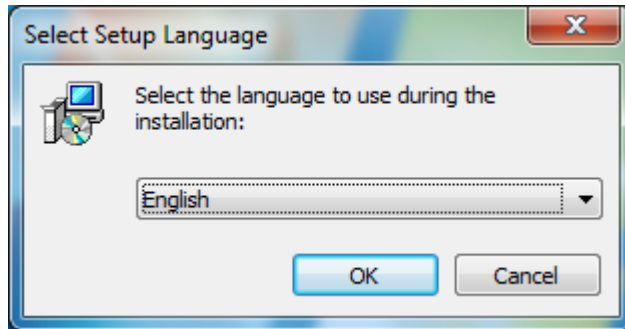 Select Setup Language
Select the language to use during the
installation:
English
OK
Cancel